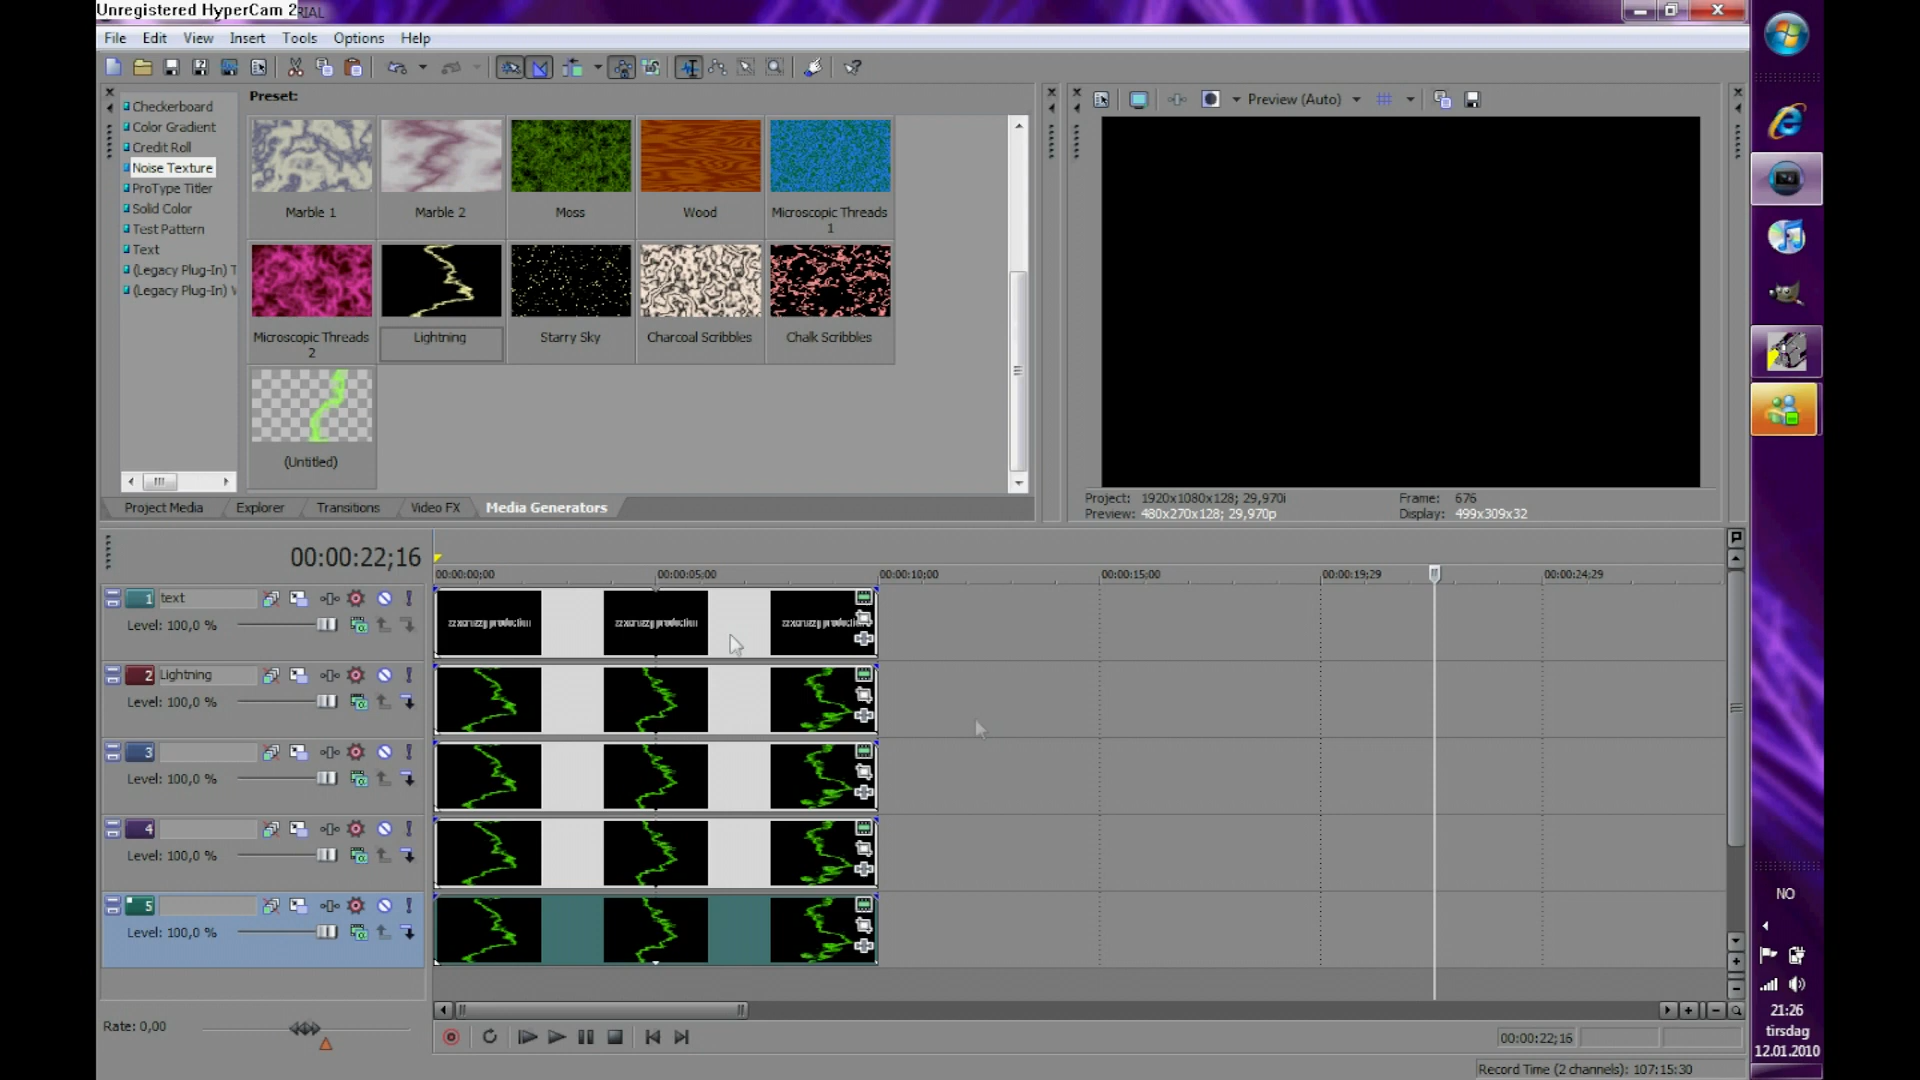 Unregistered HyperCam 2
RIAL
File Edit View Insert Tools Options Help
Checkerboard
Color Gradient
Credit Roll
Noise Texture
ProType Titler
Solid Color
Test Pattern
Text
(Legacy Plug-In) T
(Legacy Plug-In)
Preset:
Marble 1
Marble 2
Moss
Wood
Microscopic Threads
1
Microscopic Threads
2
Lightning
Starry Sky
Charcoal Scribbles
Chalk Scribbles
(Untitled)
Project Media Explorer Transitions Video FX Media Generators
Preview (Auto)
Project: 1920x1080x128; 29,970i
Preview: 480x270x128; 29,970p
Frame: 676
Display: 499x309x32
00:00:22;16
00:00:00;00 00:00:05;00 00:00:10;00 00:00:15;00 00:00:19;29 00:00:24;29
1 text
Level: 100,0 %
2 Lightning
Level: 100,0 %
3
Level: 100,0 %
4
Level: 100,0 %
5
Level: 100,0 %
Rate: 0,00
00:00:22;16
Record Time (2 channels): 107:15:30
NO
21:26
tirsdag
12.01.2010